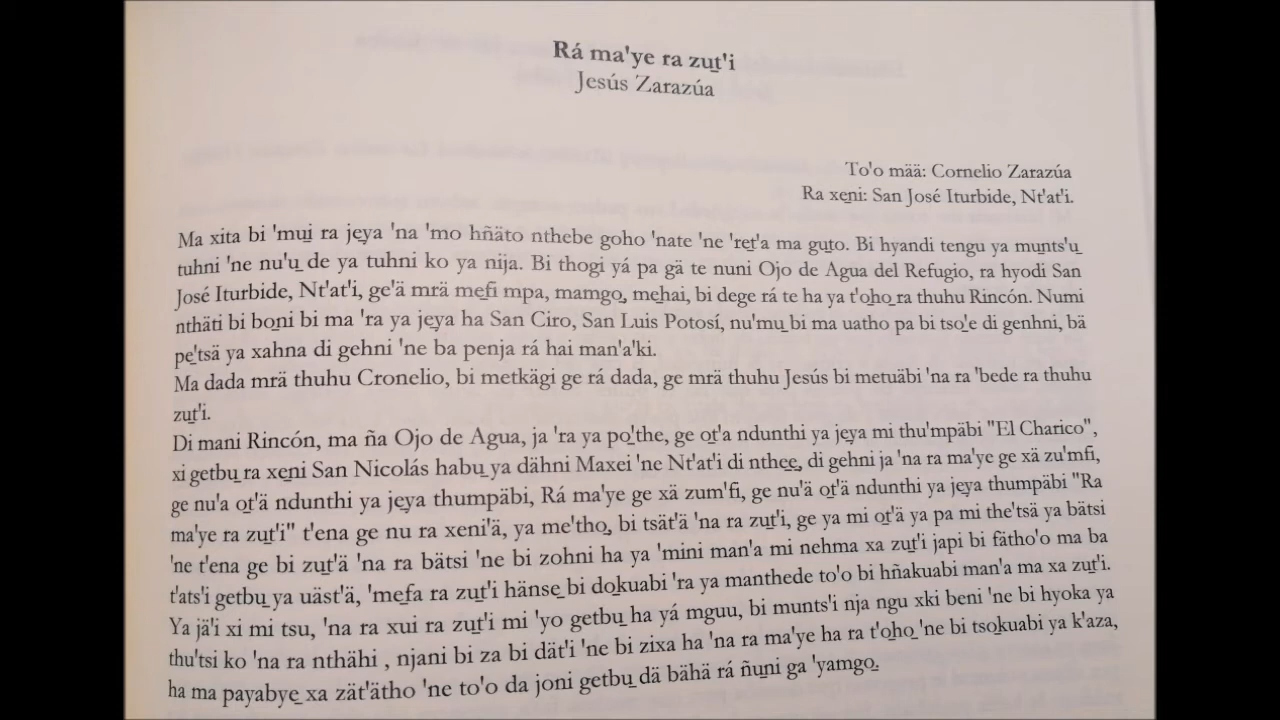 Rá ma'ye ra zu̱t'i
Jesús Zarazúa
To'o mää: Cornelio Zarazúa
Ra xe̱ni: San José Iturbide, Nt'at'i.
Ma xita bi 'mu̱i ra je̱ya 'na 'mo hñäto nthebe goho 'nate 'ne 're̱t'a ma gu̱to. Bi hyandi tengu ya mu̱nts'u̱
tuhni 'ne nu'u̱ de ya tuhni ko ya nija. Bi thogi yá pa gä te nuni Ojo de Agua del Refugio, ra hyodi San
José Iturbide, Nt'at'i, ge'ä mrä me̱fi mpa, mamgo̱, me̱hai, bi dege rá te ha ya t'o̱ho̱ ra thuhu Rincón. Numi
nthäti bi bo̱ni bi ma 'ra ya je̱ya ha San Ciro, San Luis Potosí, nu'mu̱ bi ma uatho pa bi tso̱'e di genhni, bä
pe̱'tsä ya xahna di gehni 'ne ba penja rá hai man'a'ki.
Ma dada mrä thuhu Cronelio, bi metkägi ge rá dada, ge mrä thuhu Jesús bi metuäbi 'na ra 'bede ra thuhu
zu̱t'i.
Di mani Rincón, ma ña Ojo de Agua, ja 'ra ya po̱'the, ge o̱t'a ndunthi ya je̱ya mi thu'mpäbi "El Charico",
xi getbu̱ ra xe̱ni San Nicolás habu̱ ya dähni Maxei 'ne Nt'at'i di nthe̱e̱, di gehni ja 'na ra ma'ye ge xä zu'mfi,
ge nu'a o̱t'ä ndunthi ya je̱ya thumpäbi, Rá ma'ye ge xä zum'fi, ge nu'ä o̱t'ä ndunthi ya je̱ya thumpäbi "Ra
ma'ye ra zu̱t'i" t'ena ge nu ra xeni'ä, ya me'tho̱, bi tsät'ä 'na ra zu̱t'i, ge ya mi o̱t'ä ya pa mi the'tsä ya bätsi
'ne t'ena ge bi zu̱t'ä 'na ra bätsi 'ne bi zohni ha ya 'mini man'a mi nehma xa zu̱t'i japi bi fätho'o ma ba
t'ats'i getbu̱ ya uäst'ä, 'me̱fa ra zu̱t'i hänse̱ bi do̱kuabi 'ra ya manthede to'o bi hñakuabi man'a ma xa zu̱t'i.
Ya jä'i xi mi tsu, 'na ra xui ra zu̱t'i mi 'yo getbu̱ ha yá mguu, bi munts'i nja ngu xki beni 'ne bi hyoka ya
thu'tsi ko 'na ra nthähi , njani bi za bi dät'i 'ne bi zixa ha 'na ra ma'ye ha ra t'o̱ho̱ 'ne bi tso̱kuabi ya k'aza,
ha ma payabye̱ xa zät'ätho 'ne to'o da joni getbu̱ dä bähä rá ñu̱ni ga 'yamgo̱.